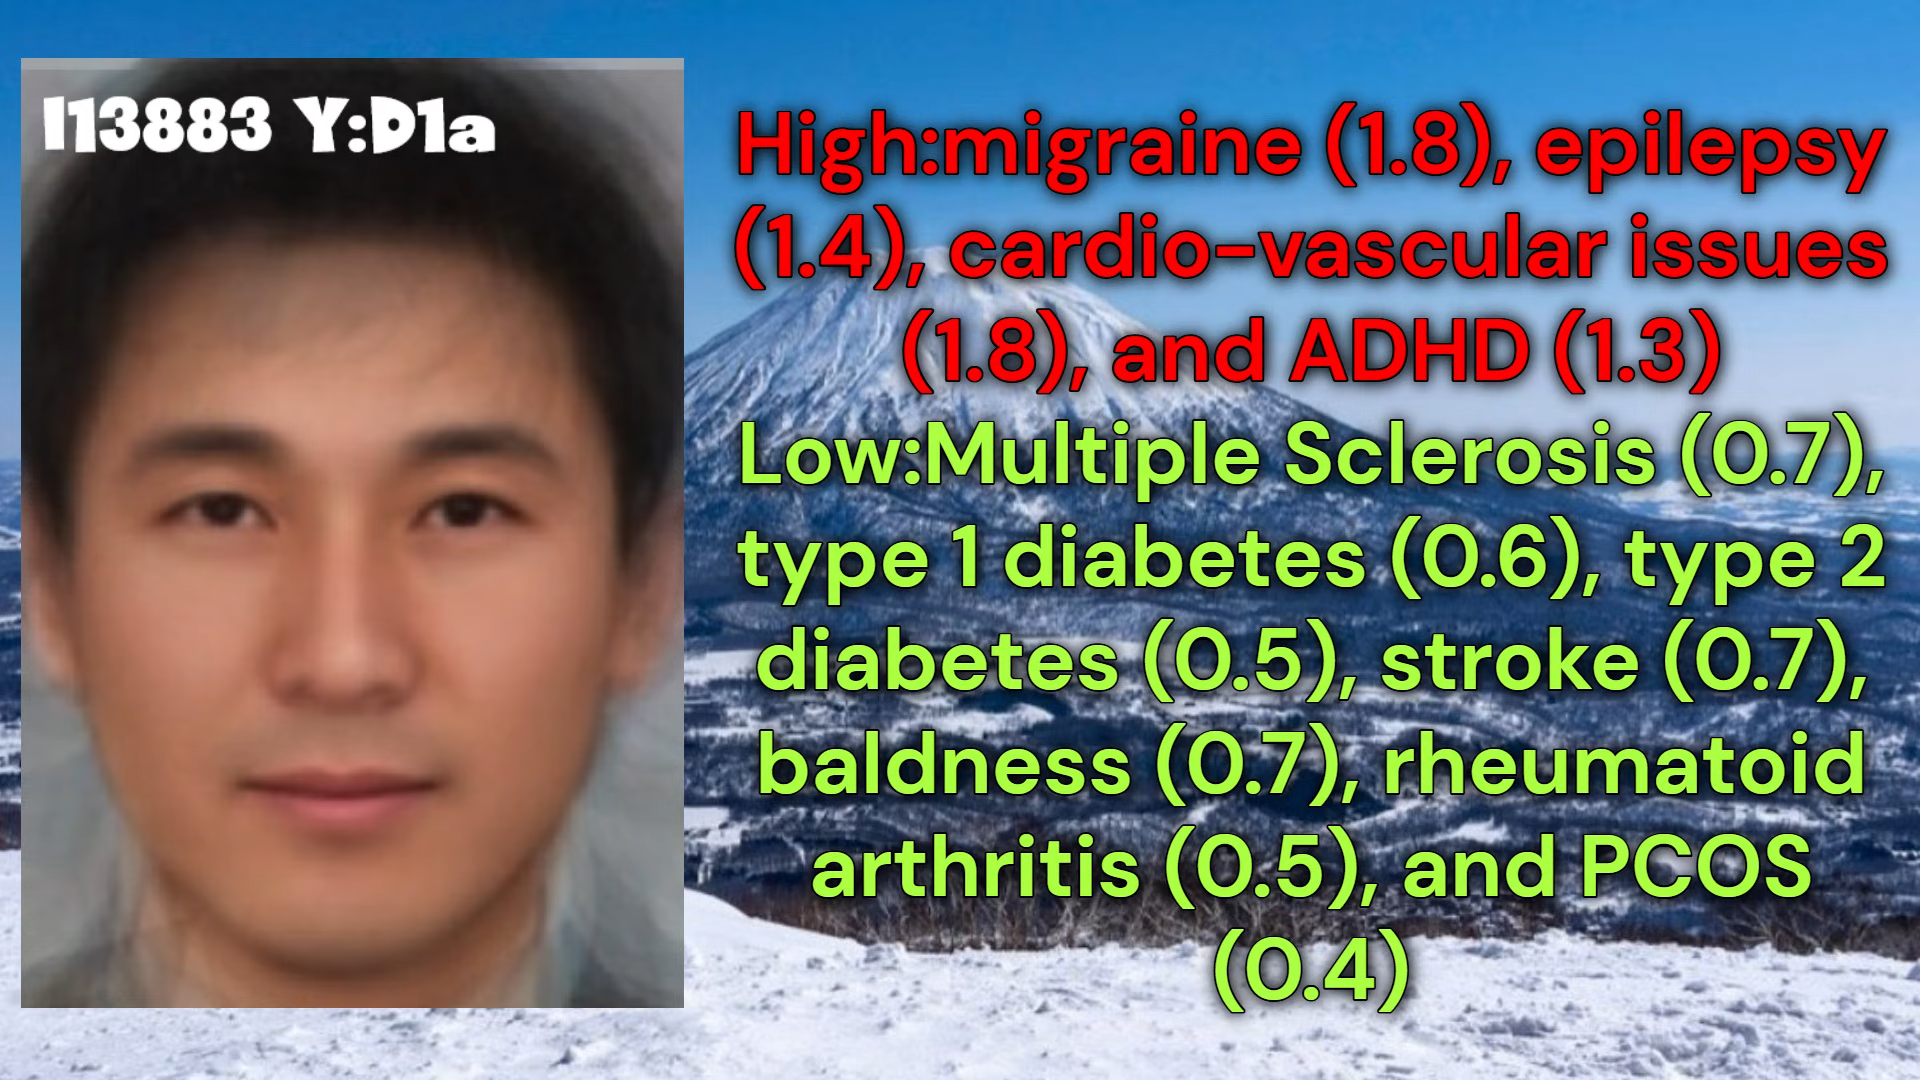 I13883 Y:D1a
High:migraine (1.8), epilepsy
(1.4), cardio-vascular issues
(1.8), and ADHD (1.3)
Low:Multiple Sclerosis (0.7),
type 1 diabetes (0.6), type 2
diabetes (0.5), stroke (0.7),
baldness (0.7), rheumatoid
arthritis (0.5), and PCOS
(0.4)